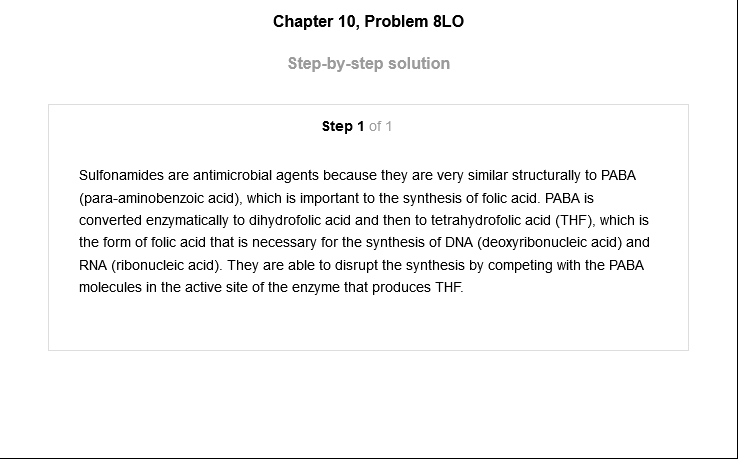 Chapter 10, Problem 8LO
Step-by-step solution
Step 1 of 1
Sulfonamides are antimicrobial agents because they are very similar structurally to PABA
(para-aminobenzoic acid), which is important to the synthesis of folic acid. PABA is
converted enzymatically to dihydrofolic acid and then to tetrahydrofolic acid (THF), which is
the form of folic acid that is necessary for the synthesis of DNA (deoxyribonucleic acid) and
RNA (ribonucleic acid). They are able to disrupt the synthesis by competing with the PABA
molecules in the active site of the enzyme that produces THF.